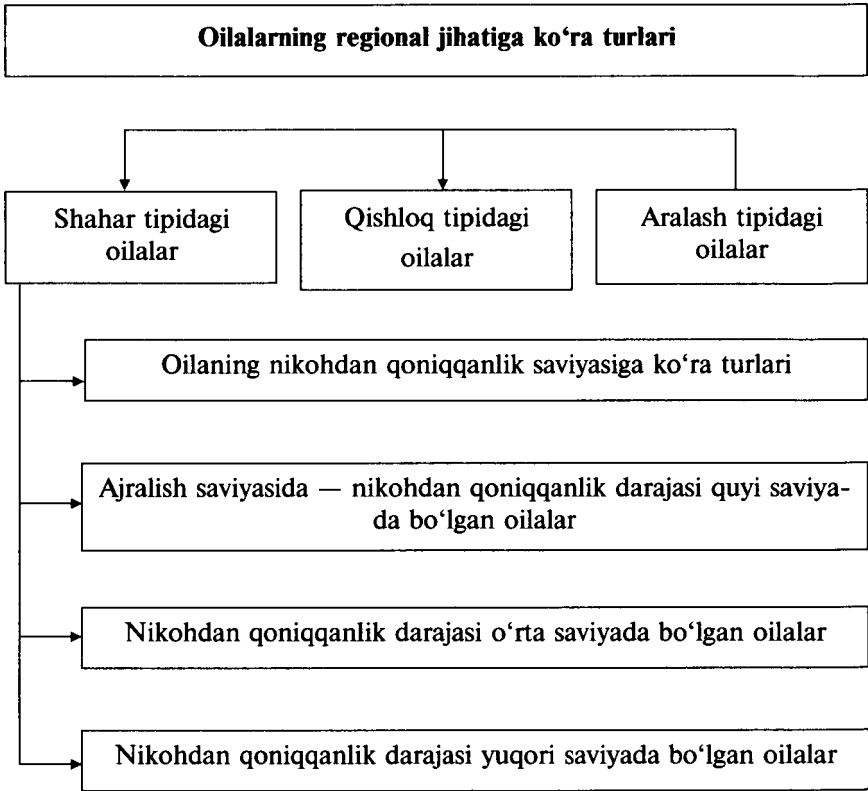 Oilalarning regional jihatiga ko‘ra turlari
Shahar tipidagi
oilalar
Qishloq tipidagi
oilalar
Aralash tipidagi
oilalar
Oilaning nikohdan qoniqqanlik saviyasiga ko‘ra turlari
Ajralish saviyasida — nikohdan qoniqqanlik darajasi quyi saviya-
da bo‘lgan oilalar
Nikohdan qoniqqanlik darajasi o‘rta saviyada bo‘lgan oilalar
Nikohdan qoniqqanlik darajasi yuqori saviyada bo‘lgan oilalar